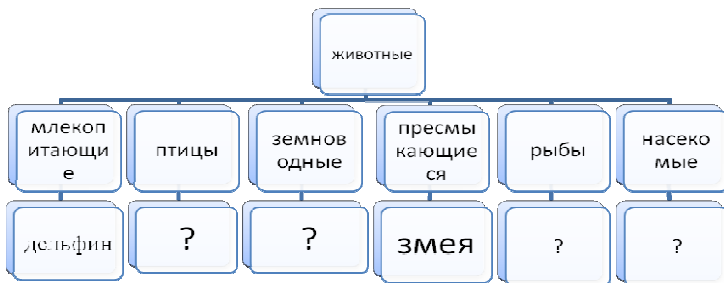 животные
млекоп
итающи
е
птицы
земнов
одные
пресмы
кающие
ся
рыбы
насеко
мые
дельфин
?
?
змея
?
?